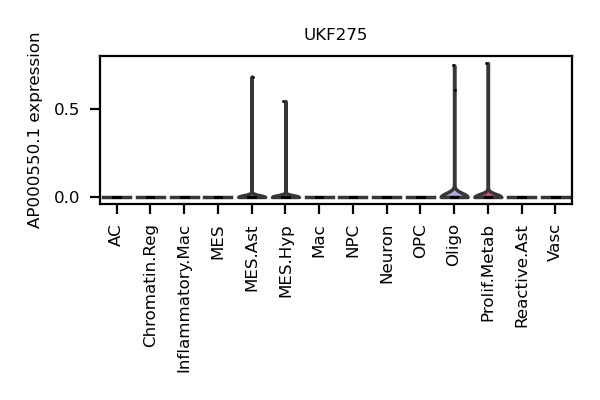 UKF275
AP000550.1 expression
0.5
0.0
AC
Chromatin.Reg
Inflammatory.Mac
MES
MES.Ast
MES.Hyp
Mac
NPC
Neuron
OPC
Oligo
Prolif.Metab
Reactive.Ast
Vasc